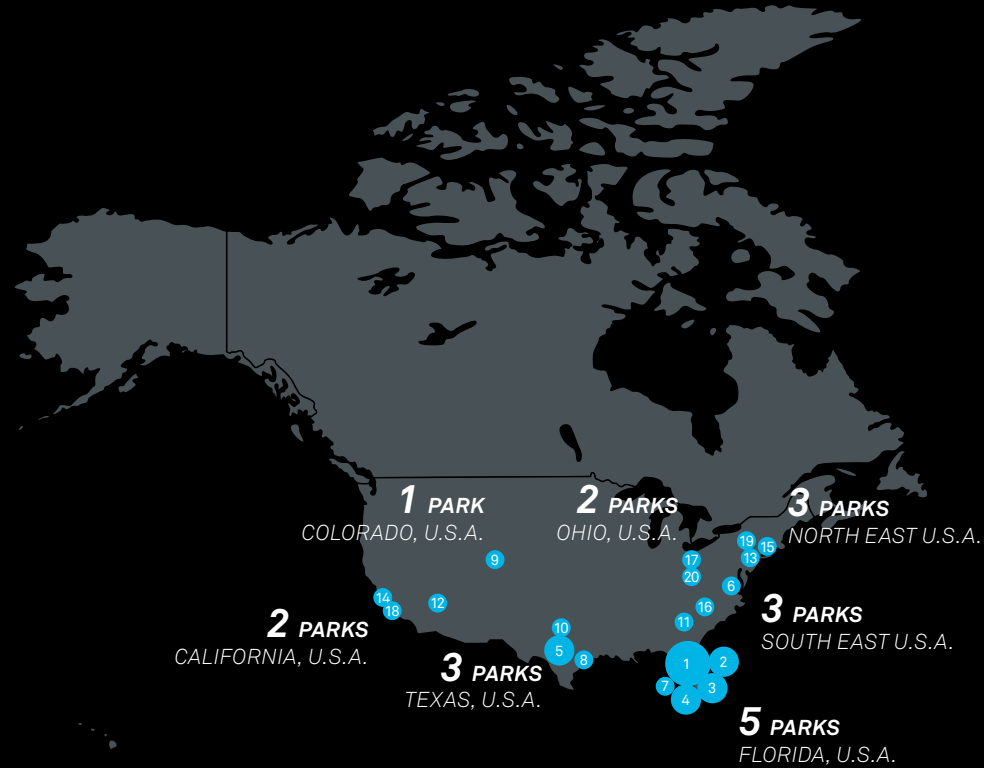 1 PARK
COLORADO, U.S.A.
2 PARKS
OHIO, U.S.A.
3 PARKS
NORTH EAST U.S.A.
19
15
13
17
20
9
6
14
18
12
16
11
10
5
8
2 PARKS
CALIFORNIA, U.S.A.
3 PARKS
SOUTH EAST U.S.A.
3 PARKS
TEXAS, U.S.A.
1
2
7
3
4
5 PARKS
FLORIDA, U.S.A.